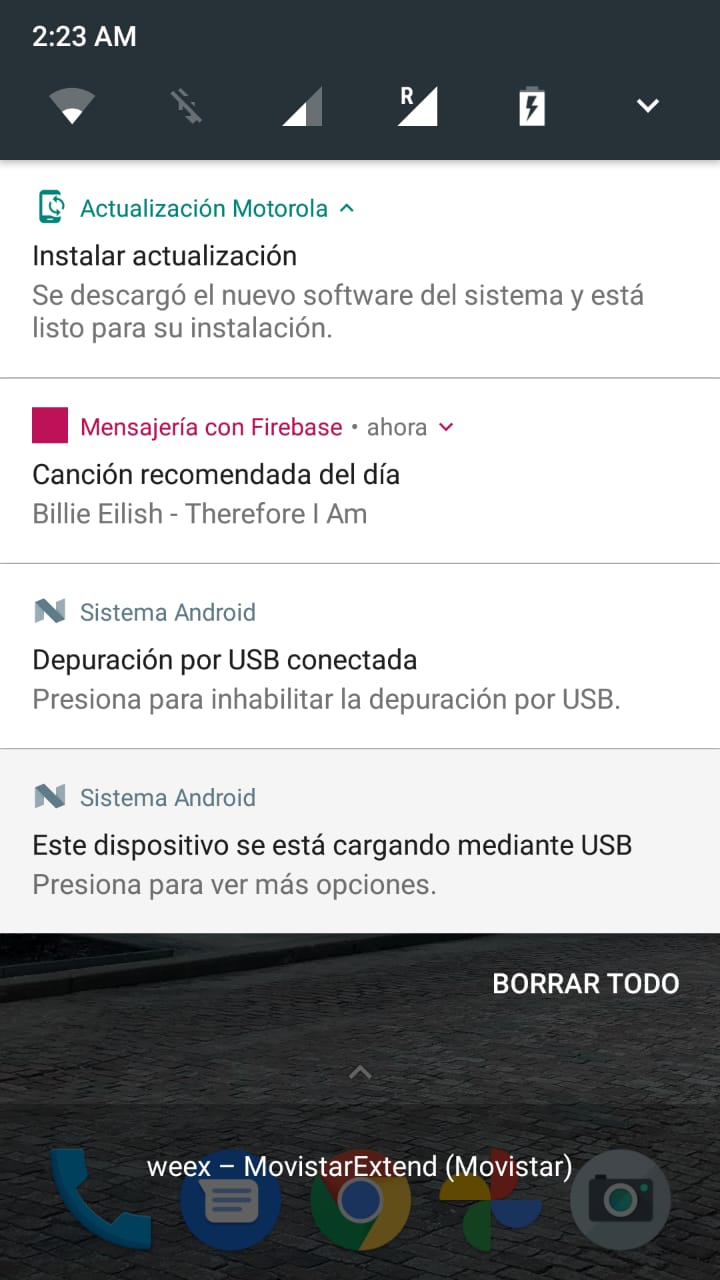 2:23 AM
R
Actualización Motorola
Instalar actualización
Se descargó el nuevo software del sistema y está
listo para su instalación.
Mensajería con Firebase • ahora
Canción recomendada del día
Billie Eilish - Therefore I Am
Sistema Android
Depuración por USB conectada
Presiona para inhabilitar la depuración por USB.
Sistema Android
Este dispositivo se está cargando mediante USB
Presiona para ver más opciones.
BORRAR TODO
weex – MovistarExtend (Movistar)